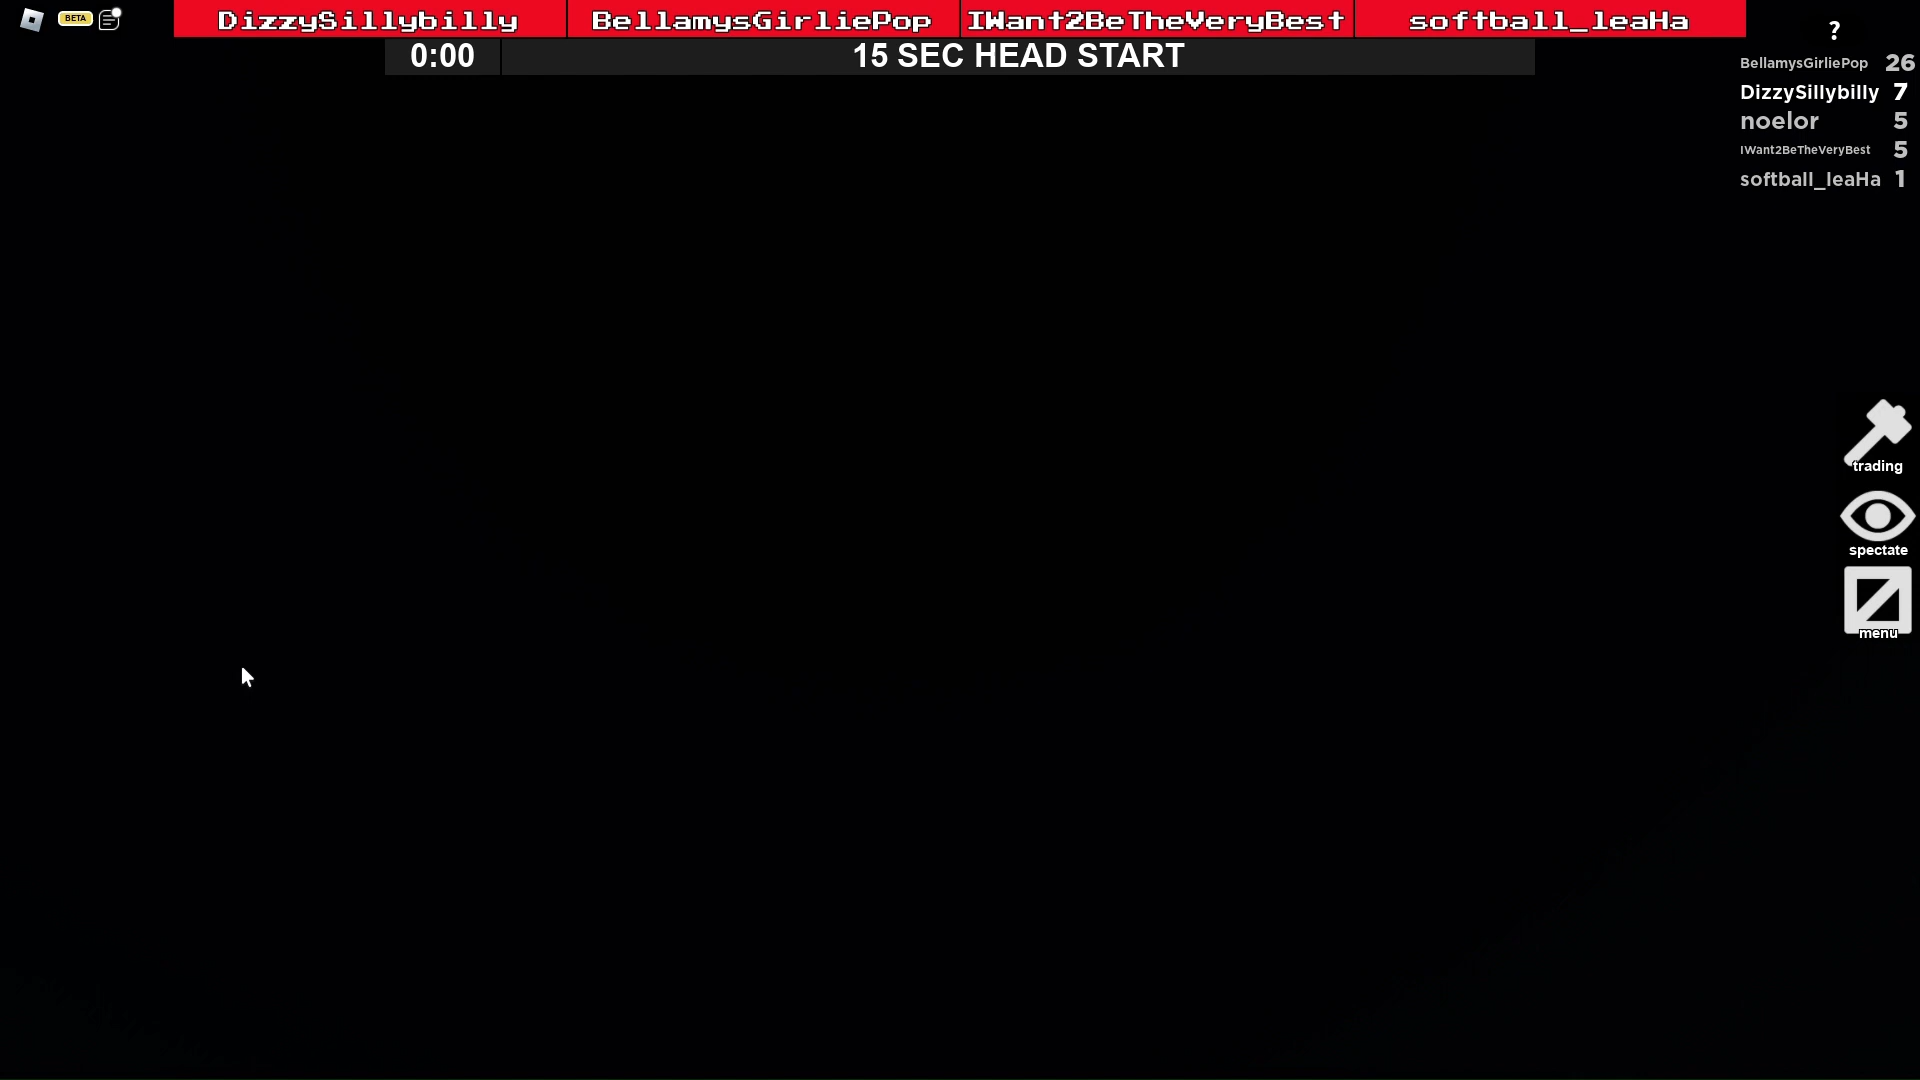 BETA
DizzySillybilly BellamysGirliePop IWant2BeTheVeryBest softball_leaHa
?
0:00 15 SEC HEAD START
BellamysGirliePop 26
DizzySillybilly 7
noelor 5
IWant2BeTheVeryBest 5
softball_leaHa 1
trading
spectate
menu